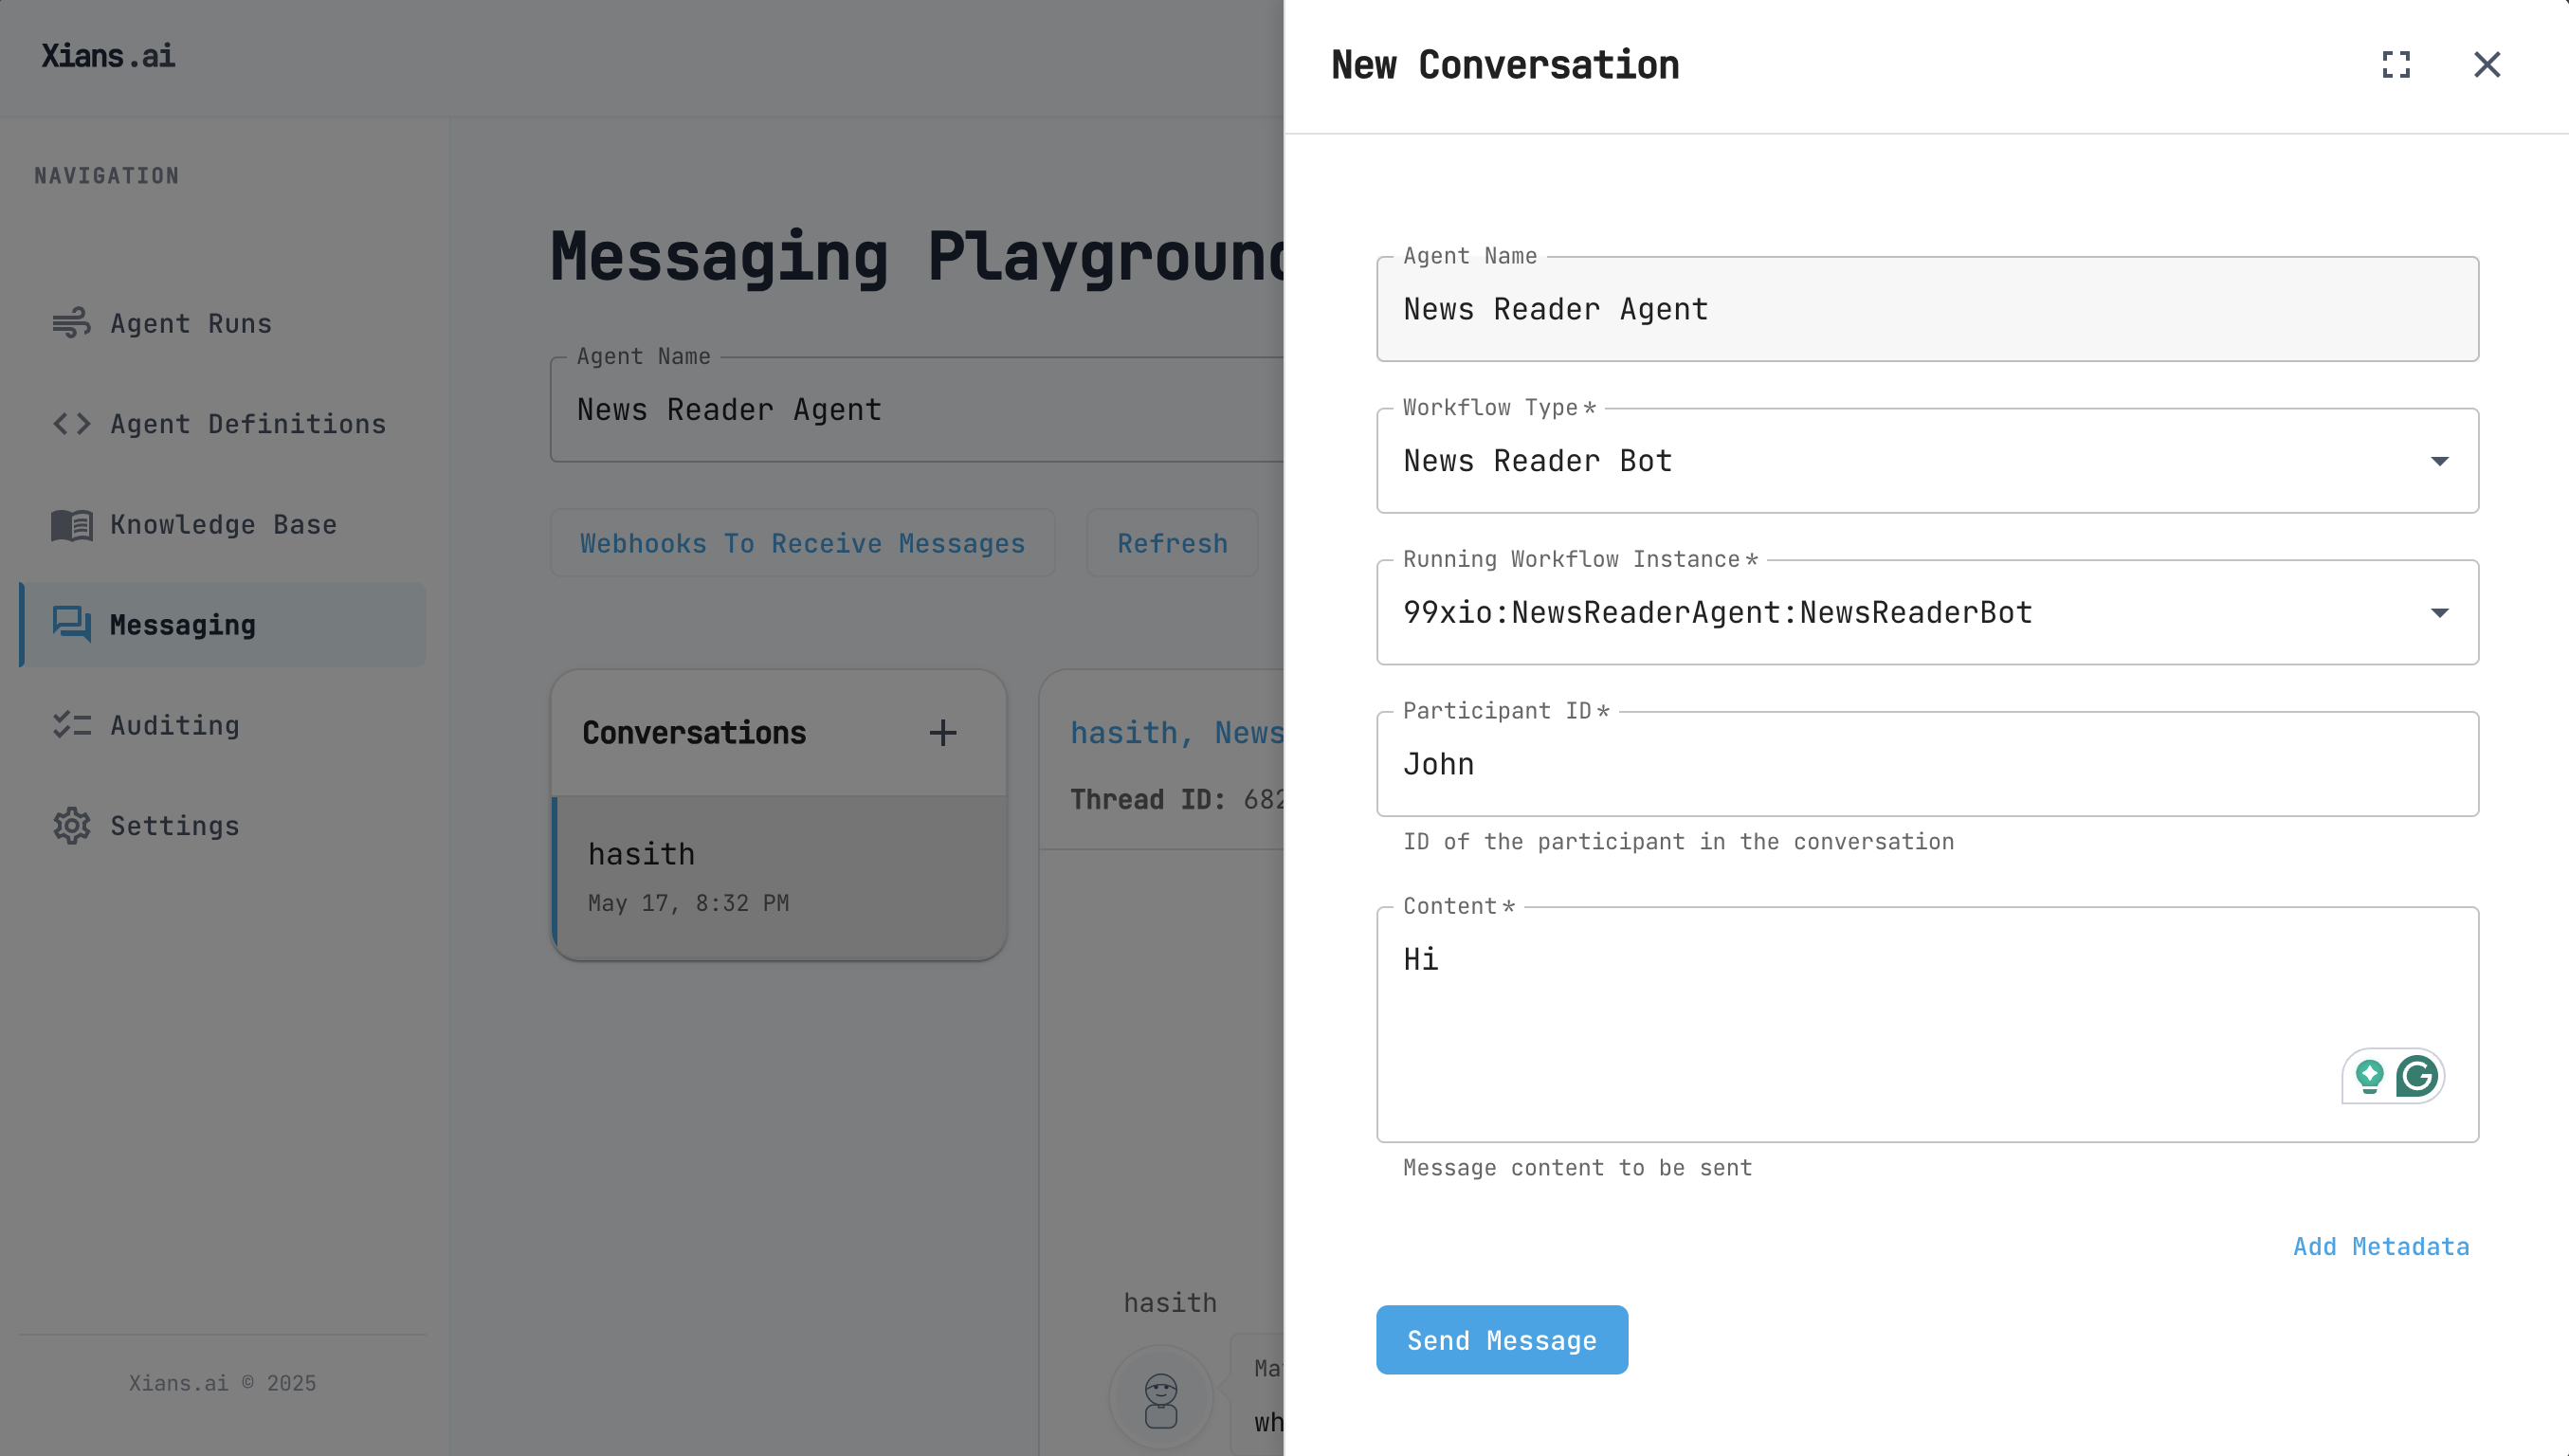 Xians.ai
NAVIGATION
Agent Runs
Agent Definitions
Knowledge Base
Messaging
Auditing
Settings
Xians.ai © 2025
Messaging Playground
Agent Name
News Reader Agent
Webhooks To Receive Messages
Refresh
Conversations
hasith
May 17, 8:32 PM
hasith, News
Thread ID: 682
hasith
New Conversation
Agent Name
News Reader Agent
Workflow Type *
News Reader Bot
Running Workflow Instance *
99xio:NewsReaderAgent:NewsReaderBot
Participant ID *
John
ID of the participant in the conversation
Content *
Hi
Message content to be sent
Add Metadata
Send Message